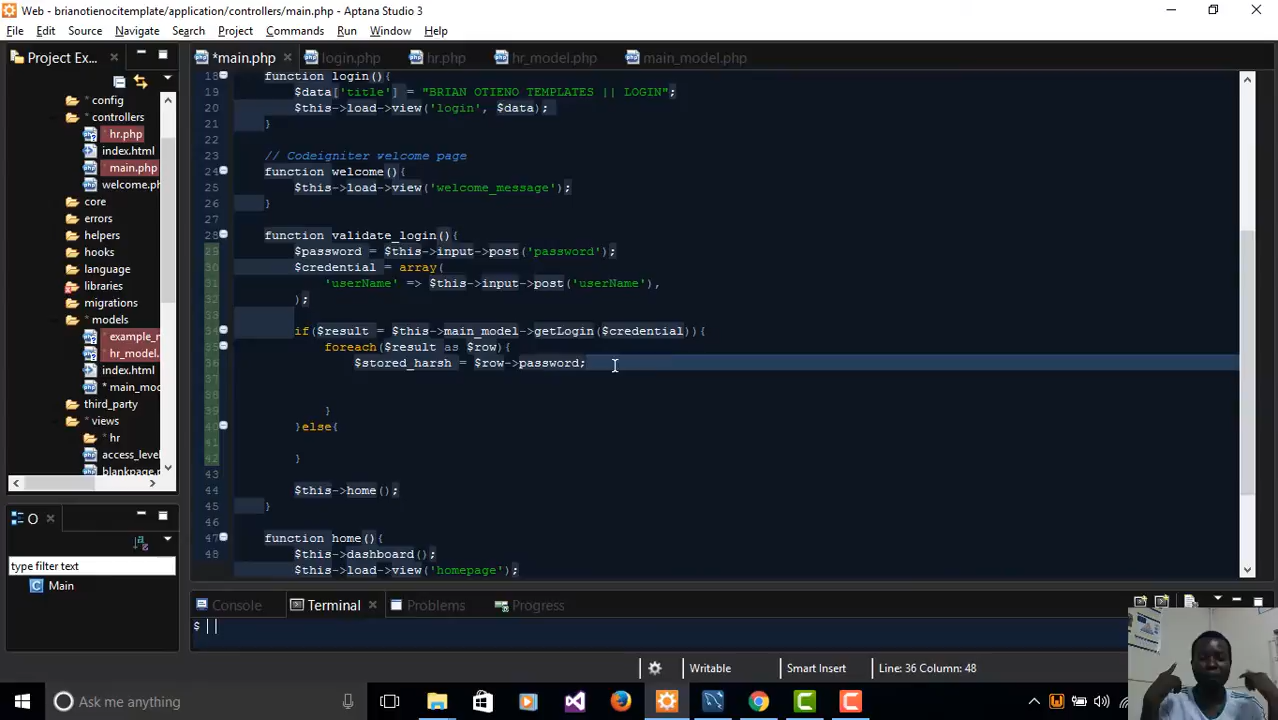 Web - brianotienocitemplate/application/controllers/main.php - Aptana Studio 3
File Edit Source Navigate Search Project Commands Run Window Help
Project Ex...
*main.php
login.php
hr.php
hr_model.php
main_model.php
config
controllers
hr.php
index.html
main.php
welcome.ph
core
errors
helpers
hooks
language
libraries
migrations
models
example_m
hr_model.
index.html
* main_mod
third_party
* views
hr
access_level
blankpage.
18 function login(){
19 $data['title'] = "BRIAN OTIENO TEMPLATES || LOGIN";
20 $this->load->view('login', $data);
21 }
22
23 // Codeigniter welcome page
24 function welcome(){
25 $this->load->view('welcome_message');
26 }
27
28 function validate_login(){
29 $password = $this->input->post('password');
30 $credential = array(
31 'userName' => $this->input->post('userName'),
32 );
33
34 if($result = $this->main_model->getLogin($credential)){
35 foreach($result as $row){
36 $stored_harsh = $row->password;
37
38
39 }
40 }else{
41
42 }
43
44 $this->home();
45 }
46
47 function home(){
48 $this->dashboard();
$this->load->view('homepage');
O
type filter text
Main
Console
Terminal
Problems
Progress
$
Writable
Smart Insert
Line: 36 Column: 48
Ask me anything